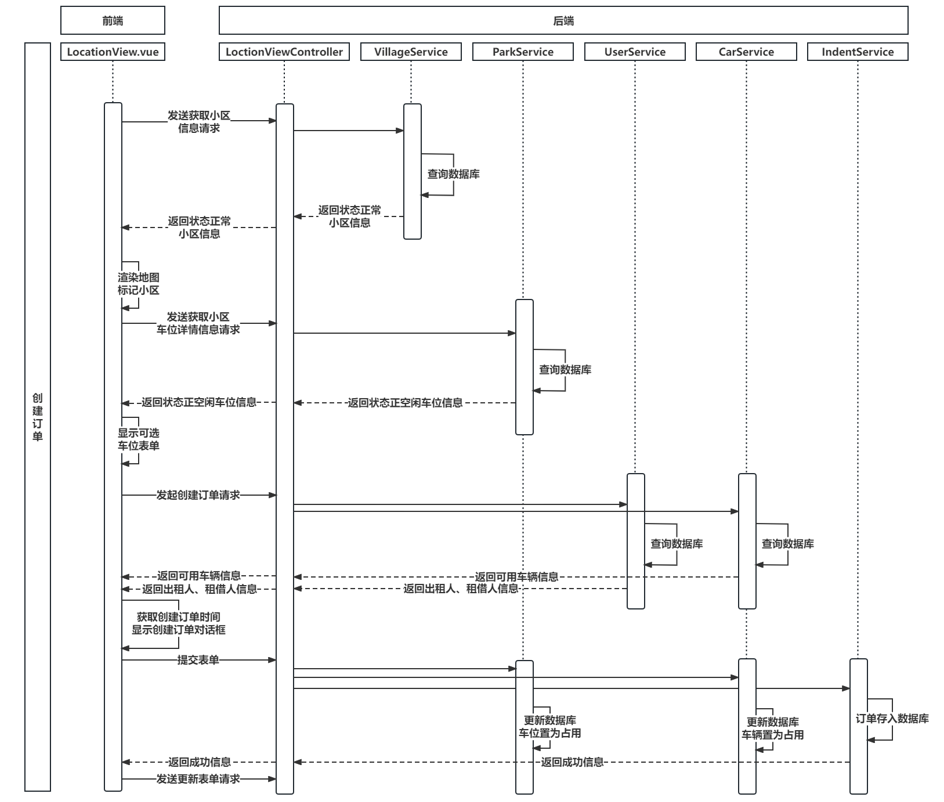 前端
后端
LocationView.vue
LoctionViewController
VillageService
ParkService
UserService
CarService
IndentService
创建订单
发送获取小区
信息请求
查询数据库
返回状态正常
小区信息
返回状态正常
小区信息
渲染地图
标记小区
发送获取小区
车位详情信息请求
查询数据库
返回状态正空闲车位信息
返回状态正空闲车位信息
显示可选
车位表单
发起创建订单请求
查询数据库
查询数据库
返回可用车辆信息
返回可用车辆信息
返回出租人、租借人信息
返回出租人、租借人信息
获取创建订单时间
显示创建订单对话框
提交表单
更新数据库
车位置为占用
更新数据库
车辆置为占用
订单存入数据库
返回成功信息
返回成功信息
发送更新表单请求